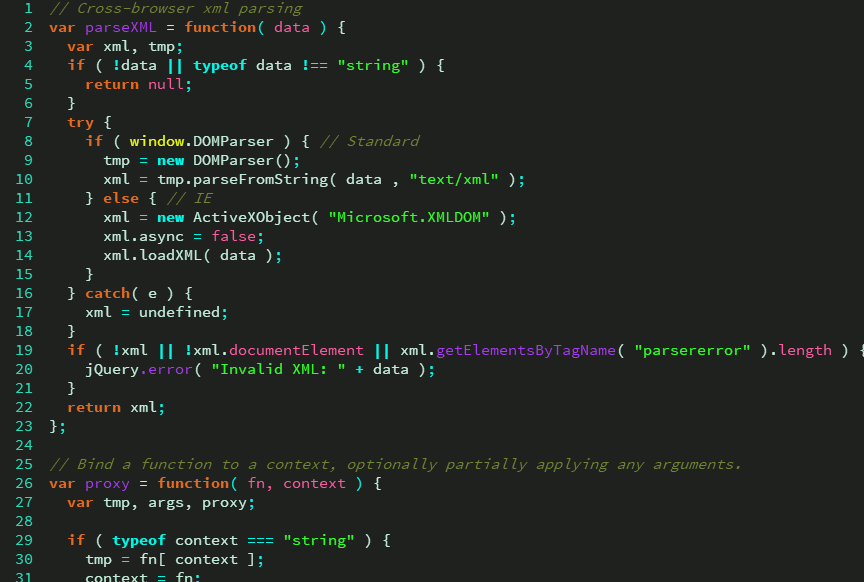 1 // Cross-browser xml parsing
2 var parseXML = function( data ) {
3   var xml, tmp;
4   if ( !data || typeof data !== "string" ) {
5     return null;
6   }
7   try {
8     if ( window.DOMParser ) { // Standard
9       tmp = new DOMParser();
10       xml = tmp.parseFromString( data , "text/xml" );
11     } else { // IE
12       xml = new ActiveXObject( "Microsoft.XMLDOM" );
13       xml.async = false;
14       xml.loadXML( data );
15     }
16   } catch( e ) {
17     xml = undefined;
18   }
19   if ( !xml || !xml.documentElement || xml.getElementsByTagName( "parsererror" ).length ) {
20     jQuery.error( "Invalid XML: " + data );
21   }
22   return xml;
23 };
24
25 // Bind a function to a context, optionally partially applying any arguments.
26 var proxy = function( fn, context ) {
27   var tmp, args, proxy;
28
29   if ( typeof context === "string" ) {
30     tmp = fn[ context ];
31     context = fn;